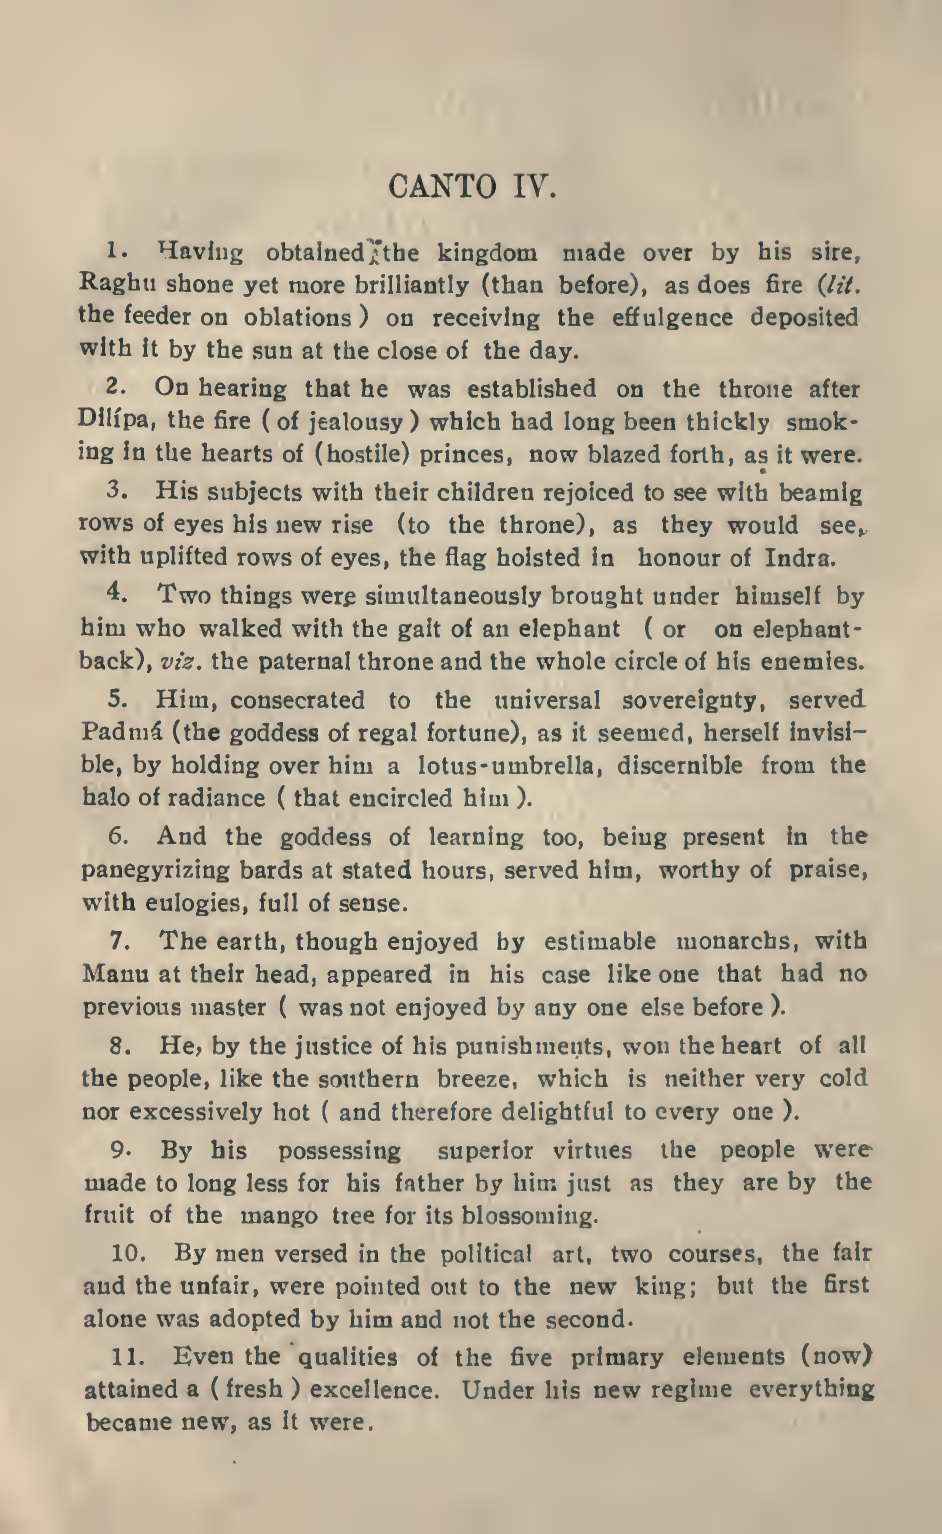 CANTO IV.
1. Having obtained the kingdom made over by his sire,
Raghu shone yet more brilliantly (than before), as does fire (lit.
the feeder on oblations ) on receiving the effulgence deposited
with it by the sun at the close of the day.
2. On hearing that he was established on the throne after
Dilípa, the fire ( of jealousy ) which had long been thickly smok-
ing in the hearts of (hostile) princes, now blazed forth, as it were.
3. His subjects with their children rejoiced to see with beamig
rows of eyes his new rise (to the throne), as they would see,
with uplifted rows of eyes, the flag hoisted in honour of Indra.
4. Two things were simultaneously brought under himself by
him who walked with the gait of an elephant ( or on elephant-
back), viz. the paternal throne and the whole circle of his enemies.
5. Him, consecrated to the universal sovereignty, served
Padmá (the goddess of regal fortune), as it seemed, herself invisi-
ble, by holding over him a lotus-umbrella, discernible from the
halo of radiance ( that encircled him ).
6. And the goddess of learning too, being present in the
panegyrizing bards at stated hours, served him, worthy of praise,
with eulogies, full of sense.
7. The earth, though enjoyed by estimable monarchs, with
Manu at their head, appeared in his case like one that had no
previous master ( was not enjoyed by any one else before ).
8. He, by the justice of his punishments, won the heart of all
the people, like the southern breeze, which is neither very cold
nor excessively hot ( and therefore delightful to every one ).
9. By his possessing superior virtues the people were
made to long less for his father by him just as they are by the
fruit of the mango tree for its blossoming.
10. By men versed in the political art, two courses, the fair
and the unfair, were pointed out to the new king; but the first
alone was adopted by him and not the second.
11. Even the qualities of the five primary elements (now)
attained a ( fresh ) excellence. Under his new regime everything
became new, as it were.